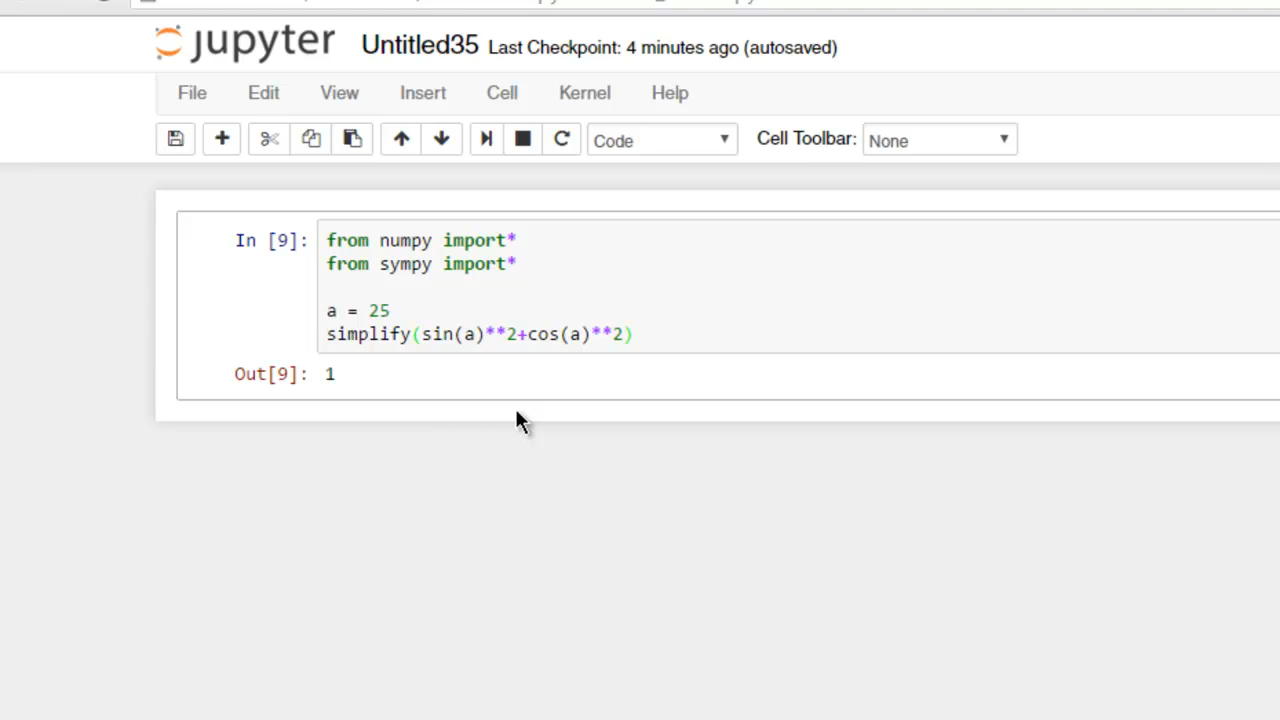 jupyter Untitled35 Last Checkpoint: 4 minutes ago (autosaved)
File Edit View Insert Cell Kernel Help
Code Cell Toolbar: None
In [9]: from numpy import*
from sympy import*
a = 25
simplify(sin(a)**2+cos(a)**2)
Out[9]: 1